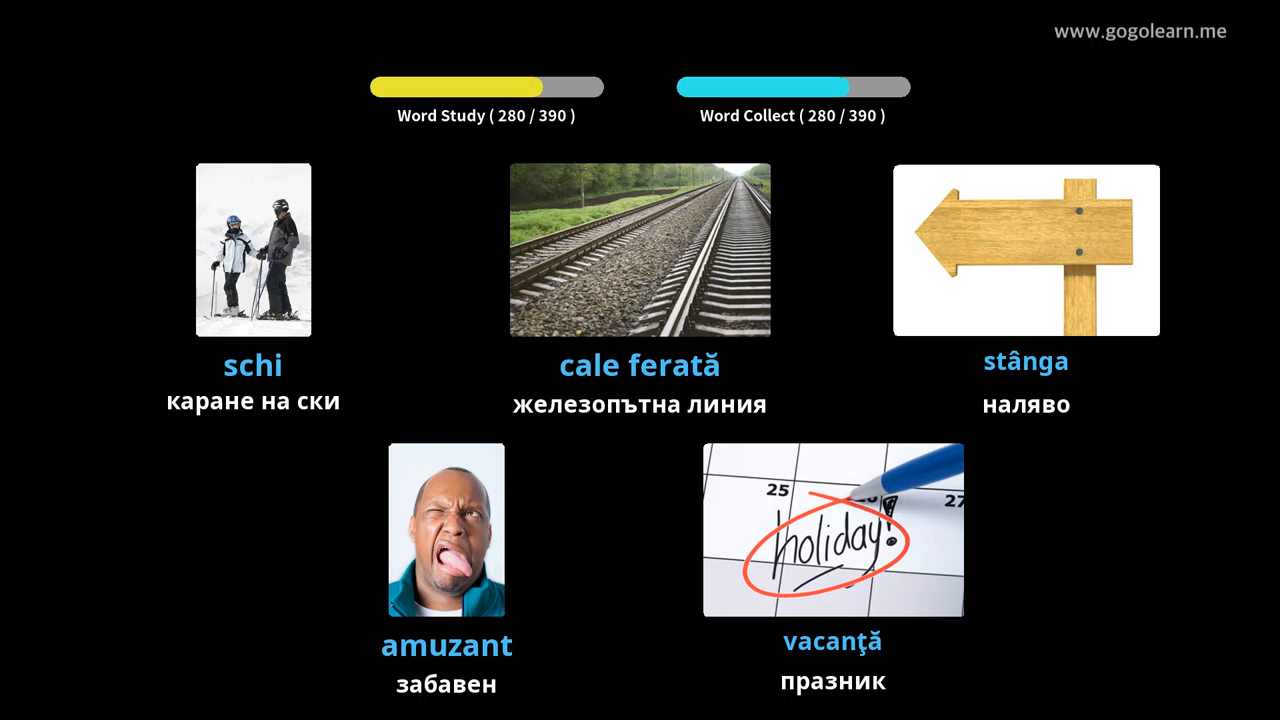 www.gogolearn.me
Word Study ( 280 / 390 )
Word Collect ( 280 / 390 )
schi
каране на ски
cale ferată
железопътна линия
stânga
наляво
25
27
holiday!
amuzant
забавен
vacanţă
празник